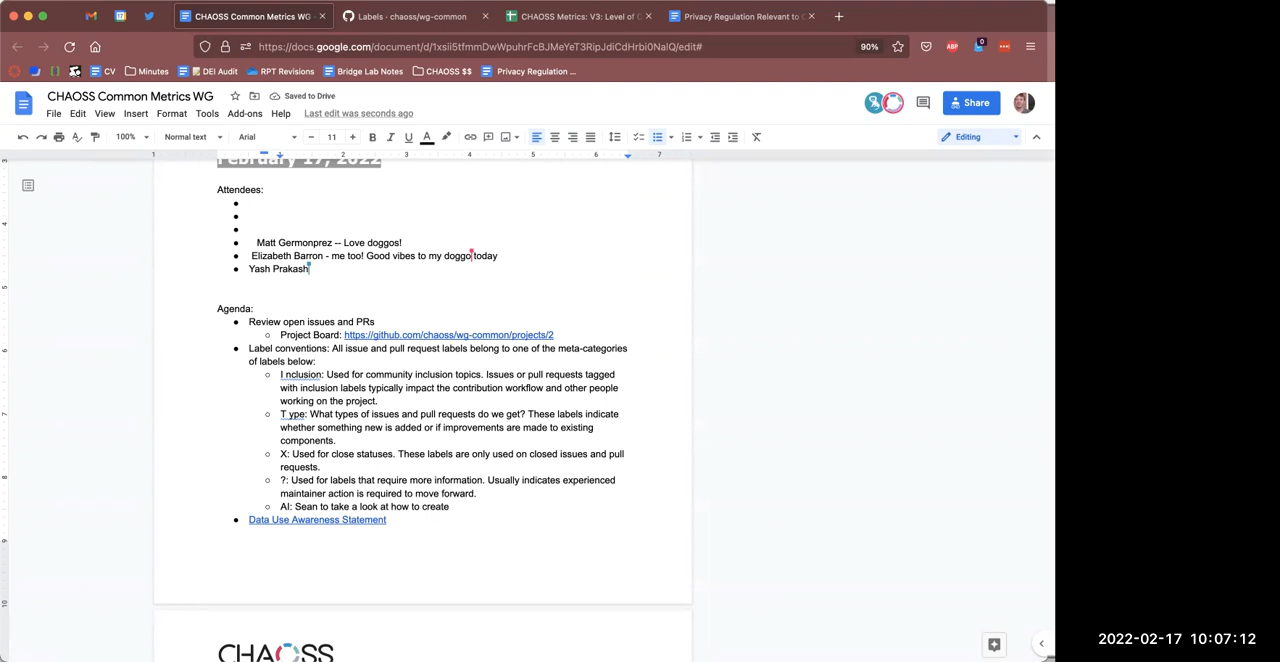 CHAOSS Common Metrics WG
Labels · chaoss/wg-common
CHAOSS Metrics: V3: Level of C
Privacy Regulation Relevant to C
https://docs.google.com/document/d/1xsii5tfmmDwWpuhrFcBJMeYeT3RipJdiCdHrbi0NalQ/edit#
90%
ABP
0
CV
Minutes
DEI Audit
RPT Revisions
Bridge Lab Notes
CHAOSS $$
Privacy Regulation ...
CHAOSS Common Metrics WG
Saved to Drive
File Edit View Insert Format Tools Add-ons Help Last edit was seconds ago
Share
100% Normal text Arial 11
Editing
1 2 3 4 5 6 7
February 17, 2022
Attendees:
Matt Germonprez -- Love doggos!
Elizabeth Barron - me too! Good vibes to my doggo today
Yash Prakash
Agenda:
Review open issues and PRs
Project Board: https://github.com/chaoss/wg-common/projects/2
Label conventions: All issue and pull request labels belong to one of the meta-categories
of labels below:
I nclusion: Used for community inclusion topics. Issues or pull requests tagged
with inclusion labels typically impact the contribution workflow and other people
working on the project.
T ype: What types of issues and pull requests do we get? These labels indicate
whether something new is added or if improvements are made to existing
components.
X: Used for close statuses. These labels are only used on closed issues and pull
requests.
?: Used for labels that require more information. Usually indicates experienced
maintainer action is required to move forward.
AI: Sean to take a look at how to create
Data Use Awareness Statement
CHAOSS
2022-02-17 10:07:12